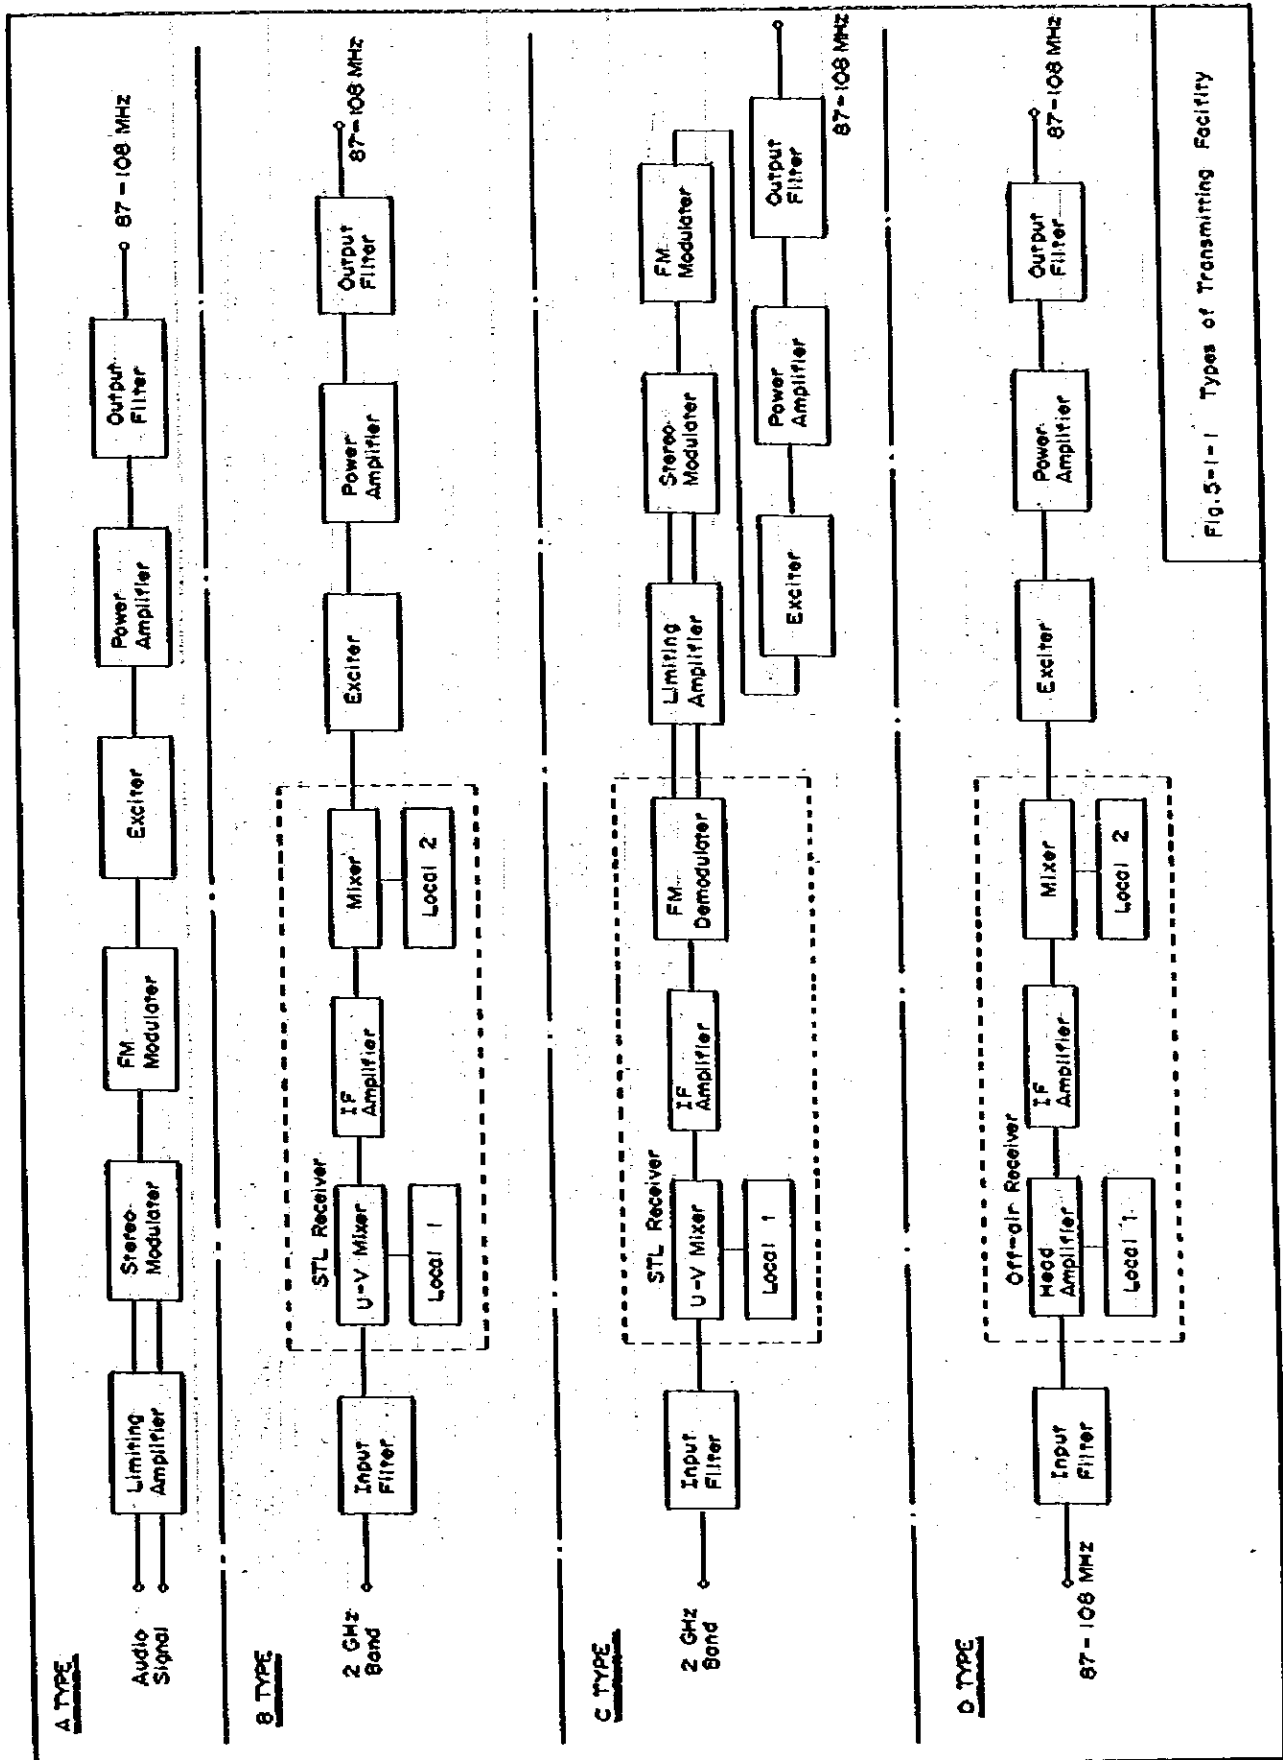 A TYPE
Audio
Signal
Limiting
Amplifier
Stereo
Modulater
FM
Modulater
Exciter
Power
Amplifier
Output
Filter
87-108 MHz
B TYPE
2 GHz
Band
Input
Filter
STL Receiver
U-V Mixer
Local 1
IF
Amplifier
Mixer
Local 2
Exciter
Power
Amplifier
Output
Filter
87-108 MHz
C TYPE
2 GHz
Band
Input
Filter
STL Receiver
U-V Mixer
Local 1
IF
Amplifier
FM
Demodulater
Limiting
Amplifier
Stereo
Modulater
FM
Modulater
Exciter
Power
Amplifier
Output
Filter
87-108 MHz
D TYPE
87-108 MHz
Input
Filter
Off-air Receiver
Head
Amplifier
Local 1
IF
Amplifier
Mixer
Local 2
Exciter
Power
Amplifier
Output
Filter
87-108 MHz
Fig.5-1-1 Types of Transmitting Facility